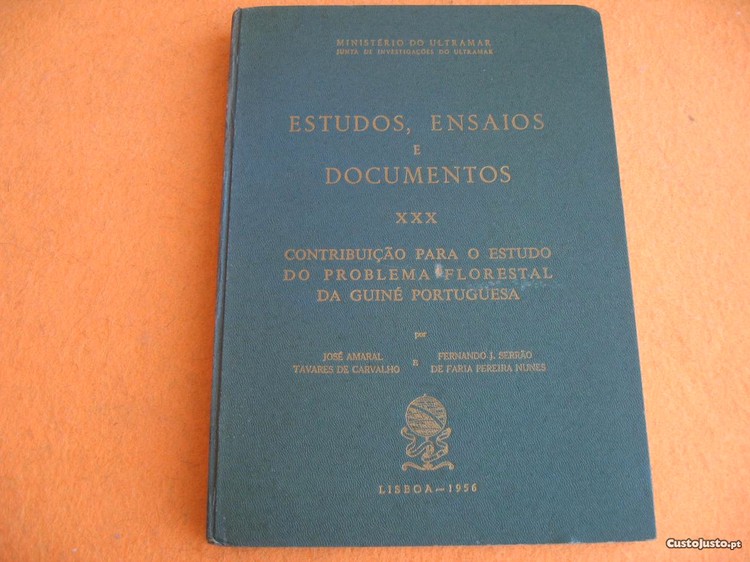 MINISTÉRIO DO ULTRAMAR
JUNTA DE INVESTIGAÇÕES DO ULTRAMAR
ESTUDOS, ENSAIOS
E
DOCUMENTOS
XXX
CONTRIBUIÇÃO PARA O ESTUDO
DO PROBLEMA FLORESTAL
DA GUINÉ PORTUGUESA
por
JOSÉ AMARAL
TAVARES DE CARVALHO
E
FERNANDO J. SERRÃO
DE FARIA PEREIRA NUNES
LISBOA—1956
CustoJusto.pt